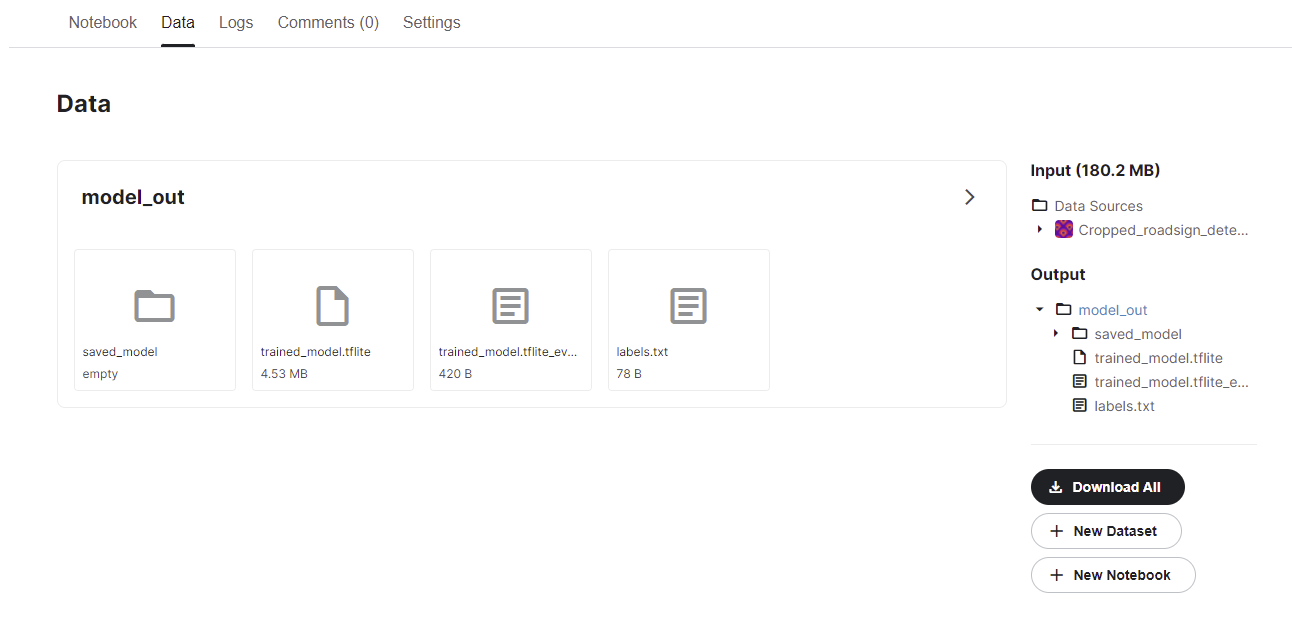 Notebook Data Logs Comments (0) Settings
Data
model_out
saved_model
empty
trained_model.tflite
4.53 MB
trained_model.tflite_ev...
420 B
labels.txt
78 B
Input (180.2 MB)
Data Sources
Cropped_roadsign_dete...
Output
model_out
saved_model
trained_model.tflite
trained_model.tflite_e...
labels.txt
Download All
New Dataset
New Notebook